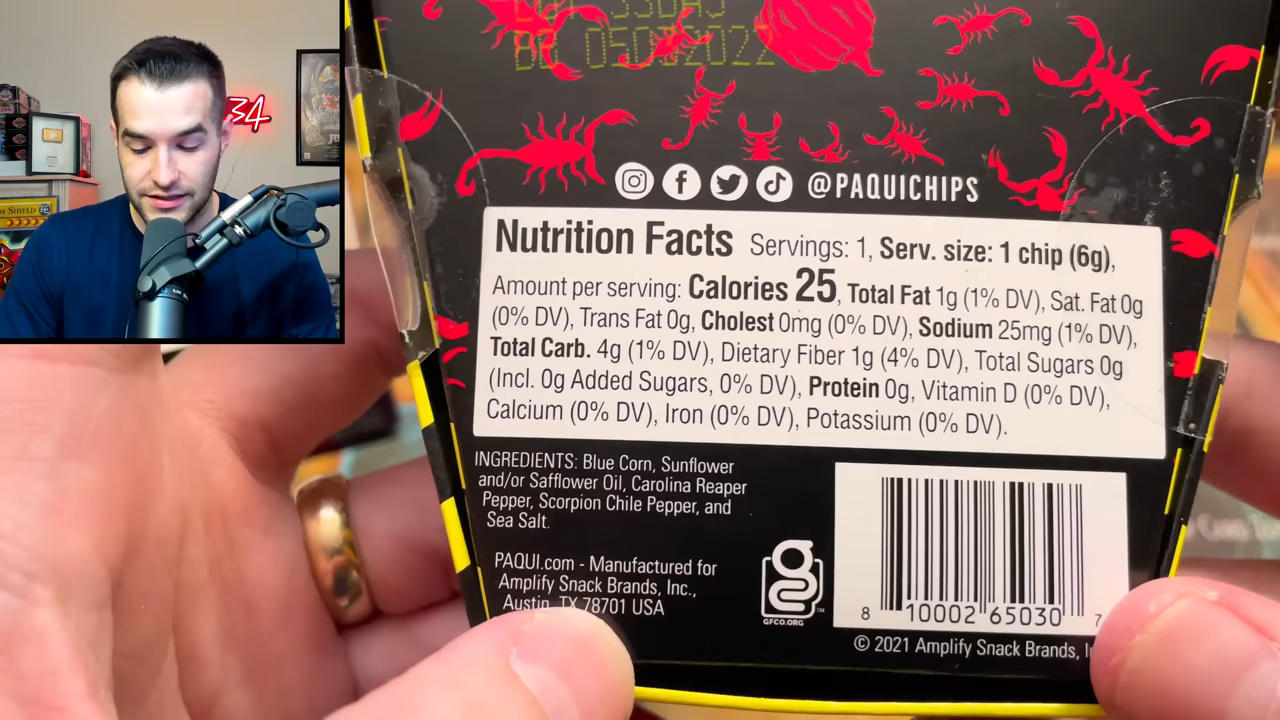 34
M SHIELD
05082022
@PAQUICHIPS
Nutrition Facts Servings: 1, Serv. size: 1 chip (6g),
Amount per serving: Calories 25, Total Fat 1g (1% DV), Sat. Fat 0g
(0% DV), Trans Fat 0g, Cholest 0mg (0% DV), Sodium 25mg (1% DV),
Total Carb. 4g (1% DV), Dietary Fiber 1g (4% DV), Total Sugars 0g
(Incl. 0g Added Sugars, 0% DV), Protein 0g, Vitamin D (0% DV),
Calcium (0% DV), Iron (0% DV), Potassium (0% DV).
INGREDIENTS: Blue Corn, Sunflower
and/or Safflower Oil, Carolina Reaper
Pepper, Scorpion Chile Pepper, and
Sea Salt.
PAQUI.com - Manufactured for
Amplify Snack Brands, Inc.,
Austin, TX 78701 USA
g
GFCO.ORG
TM
8 10002 65030 7
© 2021 Amplify Snack Brands,